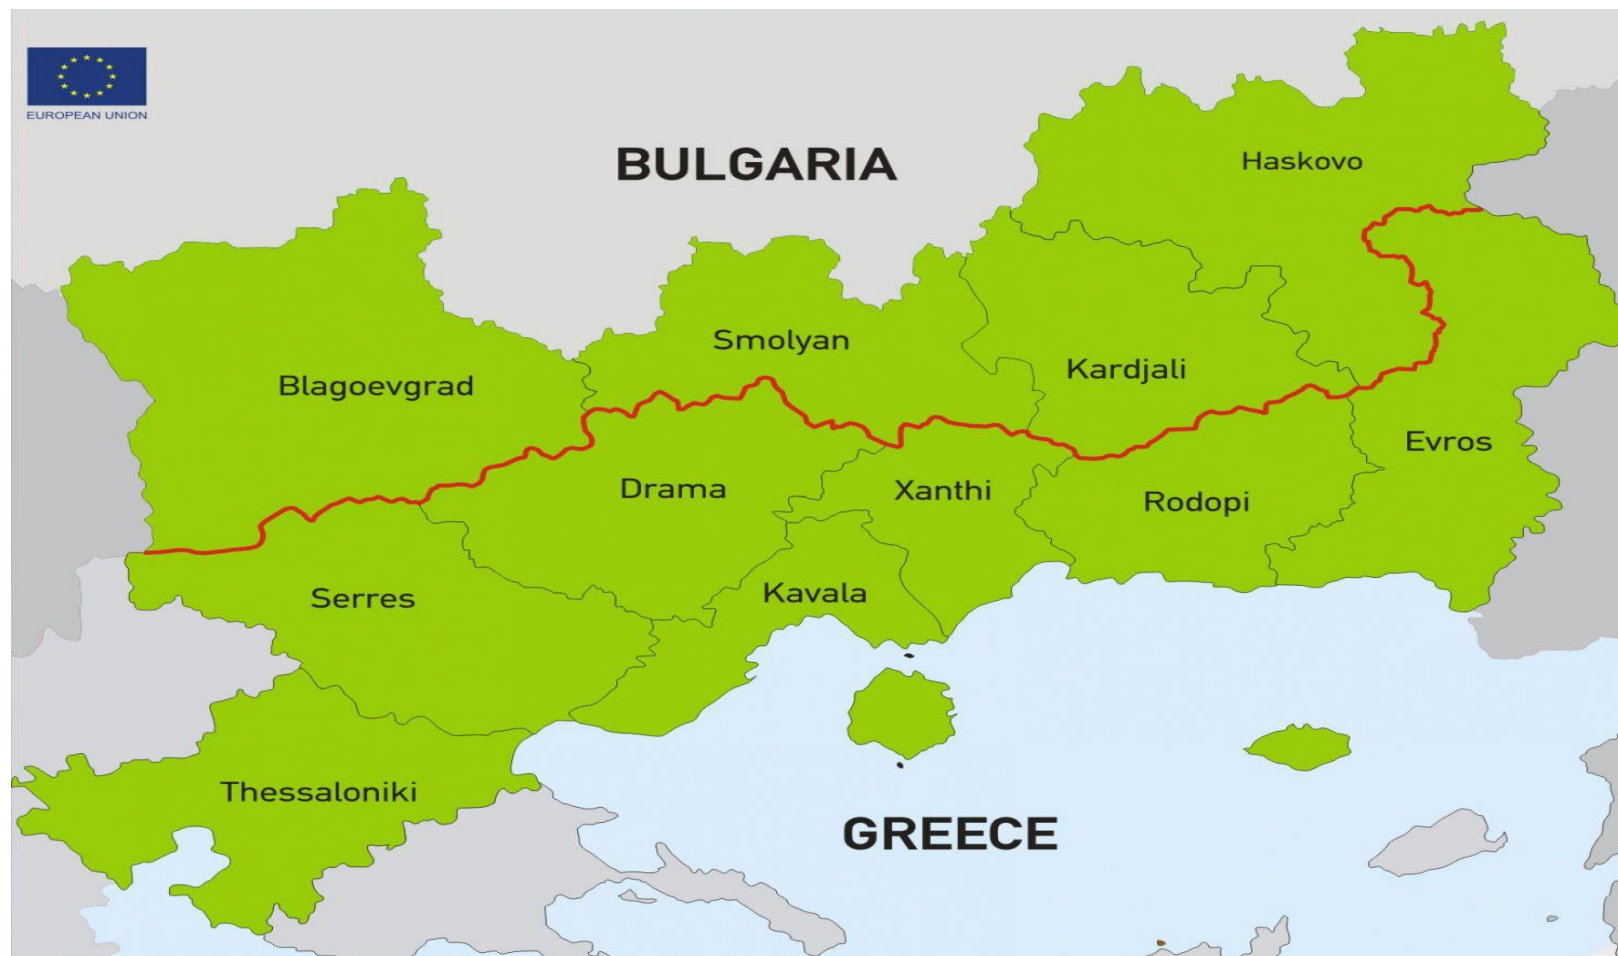 EUROPEAN UNION
BULGARIA
Haskovo
Smolyan
Kardjali
Blagoevgrad
Evros
Drama
Xanthi
Rodopi
Kavala
Serres
Thessaloniki
GREECE